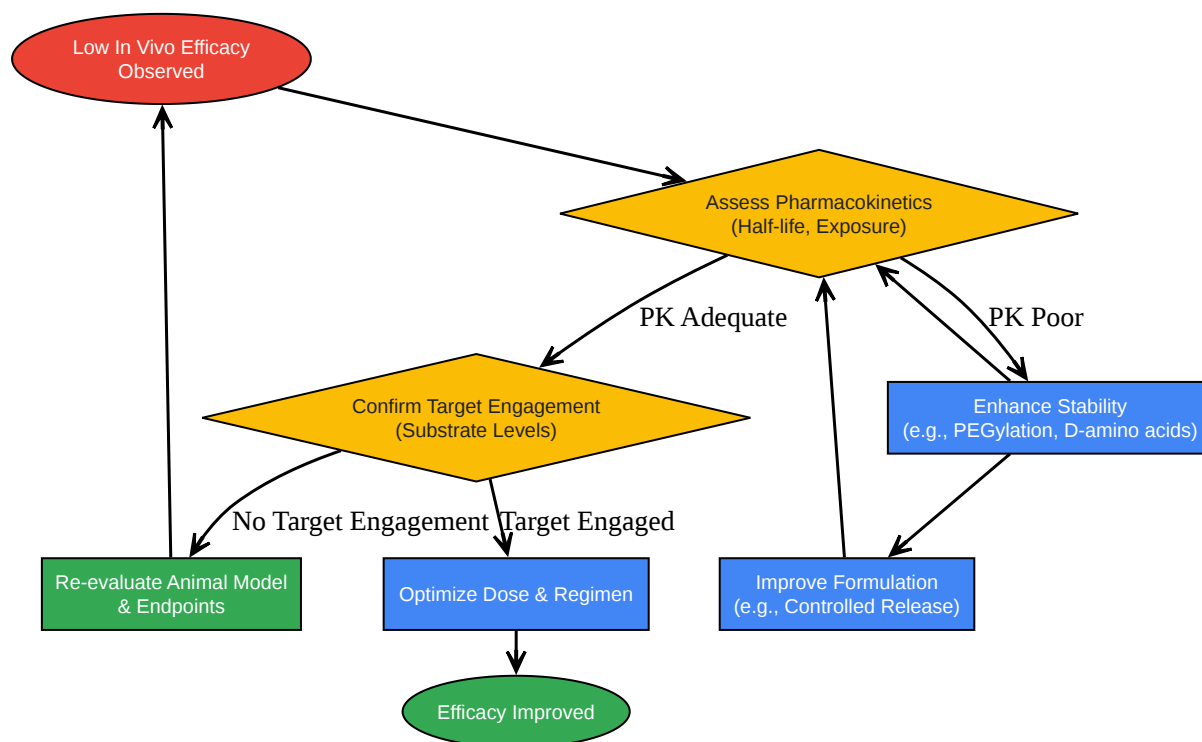 Low In Vivo Efficacy
Observed
Assess Pharmacokinetics
(Half-life, Exposure)
PK Adequate
PK Poor
Confirm Target Engagement
(Substrate Levels)
Enhance Stability
(e.g., PEGylation, D-amino acids)
No Target Engagement
Target Engaged
Re-evaluate Animal Model
& Endpoints
Optimize Dose & Regimen
Improve Formulation
(e.g., Controlled Release)
Efficacy Improved